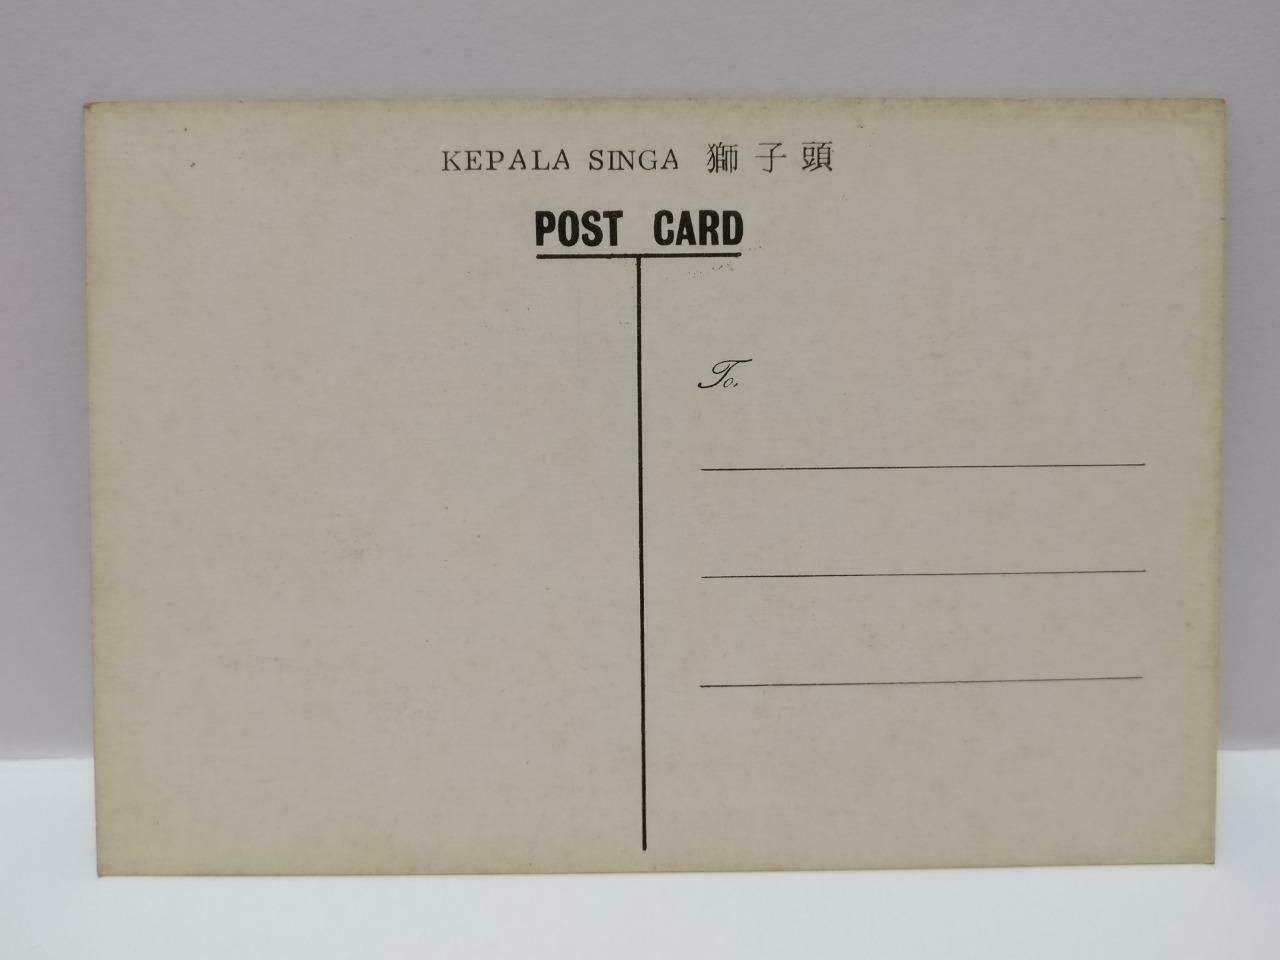 KEPALA SINGA 獅子頭
POST CARD
To.